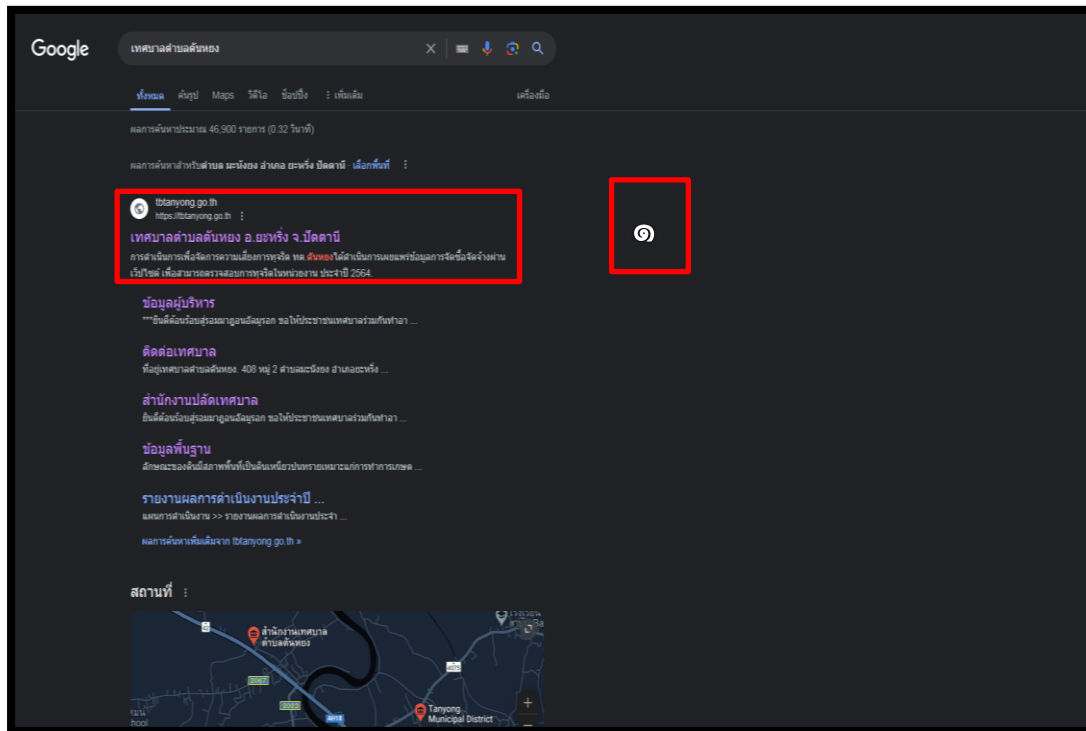 Google
เทศบาลตำบลตันหยง
ทั้งหมด ค้นรูป Maps วิดีโอ ช็อปปิ้ง ⋮ เพิ่มเติม เครื่องมือ
ผลการค้นหาประมาณ 46,900 รายการ (0.32 วินาที)
ผลการค้นหาสำหรับตำบล มะนังยง อำเภอ ยะหริ่ง ปัตตานี · เลือกพื้นที่ ⋮
tbtanyong.go.th
https://tbtanyong.go.th ⋮
เทศบาลตำบลตันหยง อ.ยะหริ่ง จ.ปัตตานี
๑
การดำเนินการเพื่อจัดการความเสี่ยงการทุจริต ทต.ตันหยงได้ดำเนินการเผยแพร่ข้อมูลการจัดซื้อจัดจ้างผ่าน
เว็บไซต์ เพื่อสามารถตรวจสอบการทุจริตในหน่วยงาน ประจำปี 2564.
ข้อมูลผู้บริหาร
***ยินดีต้อนร้อบสู่รอมมาฎอนอัลมูรอก ขอให้ประชาชนเทศบาลร่วมกันทำอา ...
ติดต่อเทศบาล
ที่อยู่เทศบาลตำบลตันหยง. 408 หมู่ 2 ตำบลมะนังยง อำเภอยะหริ่ง ...
สำนักงานปลัดเทศบาล
ยินดีต้อนร้อบสู่รอมมาฎอนอัลมูรอก ขอให้ประชาชนเทศบาลร่วมกันทำอา ...
ข้อมูลพื้นฐาน
ลักษณะของดินมีสภาพพื้นที่เป็นดินเหนียวปนทรายเหมาะแก่การทำการเกษต ...
รายงานผลการดำเนินงานประจำปี ...
แผนการดำเนินงาน >> รายงานผลการดำเนินงานประจำ ...
ผลการค้นหาเพิ่มเติมจาก tbtanyong.go.th »
สถานที่ ⋮
42
สำนักงานเทศบาล
ตำบลตันหยง
4075
2067
2023
AH18
Tanyong
Municipal District
hool